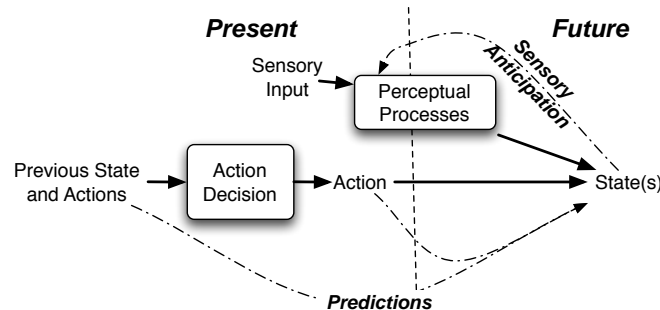 Present
Future
Sensory
Input
Perceptual
Processes
Sensory
Anticipation
Previous State
and Actions
Action
Decision
Action
State(s)
Predictions